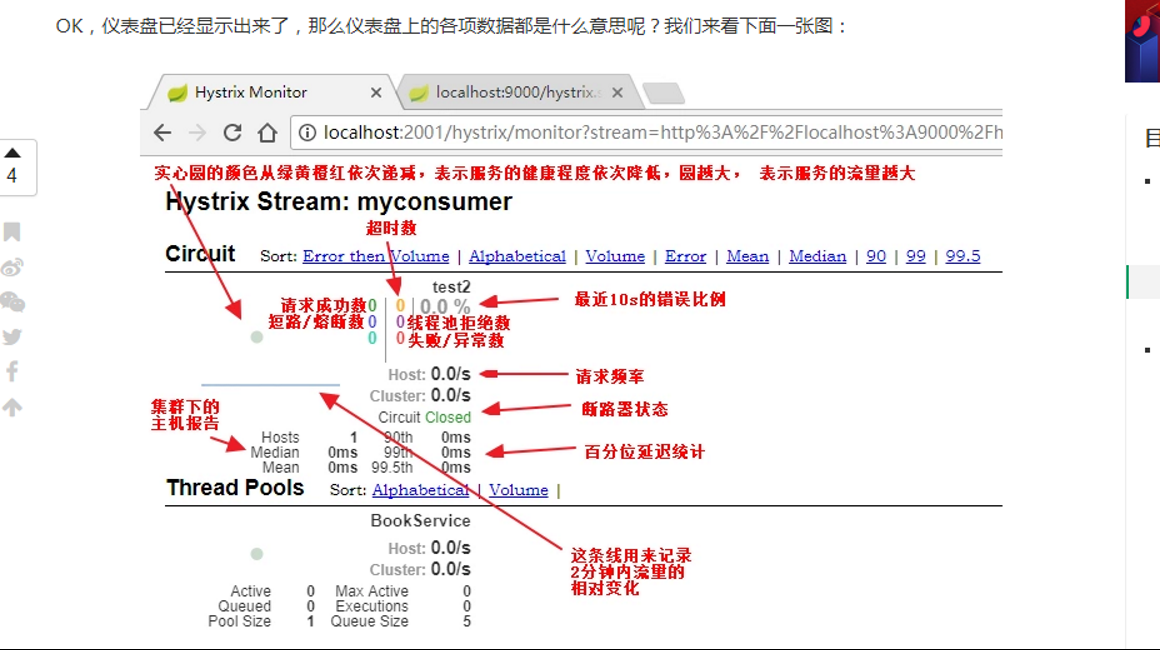 OK，仪表盘已经显示出来了，那么仪表盘上的各项数据都是什么意思呢？我们来看下面一张图：
Hystrix Monitor
localhost:9000/hystrix.s
localhost:2001/hystrix/monitor?stream=http%3A%2F%2Flocalhost%3A9000%2Fh
目
4
实心圆的颜色从绿黄橙红依次递减，表示服务的健康程度依次降低，圆越大， 表示服务的流量越大
Hystrix Stream: myconsumer
超时数
Circuit Sort: Error then Volume | Alphabetical | Volume | Error | Mean | Median | 90 | 99 | 99.5
test2
请求成功数 0 0 0.0 % 最近10s的错误比例
短路/熔断数 0 0 线程池拒绝数
0 0 失败/异常数
Host: 0.0/s 请求频率
Cluster: 0.0/s
Circuit Closed 断路器状态
集群下的
主机报告
Hosts 1 90th 0ms
Median 0ms 99th 0ms 百分位延迟统计
Mean 0ms 99.5th 0ms
Thread Pools Sort: Alphabetical | Volume |
BookService
Host: 0.0/s
Cluster: 0.0/s
这条线用来记录
2分钟内流量的
相对变化
Active 0 Max Active 0
Queued 0 Executions 0
Pool Size 1 Queue Size 5